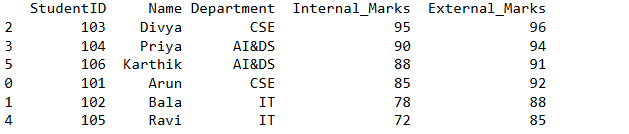 StudentID Name Department Internal_Marks External_Marks
2 103 Divya CSE 95 96
3 104 Priya AI&DS 90 94
5 106 Karthik AI&DS 88 91
0 101 Arun CSE 85 92
1 102 Bala IT 78 88
4 105 Ravi IT 72 85